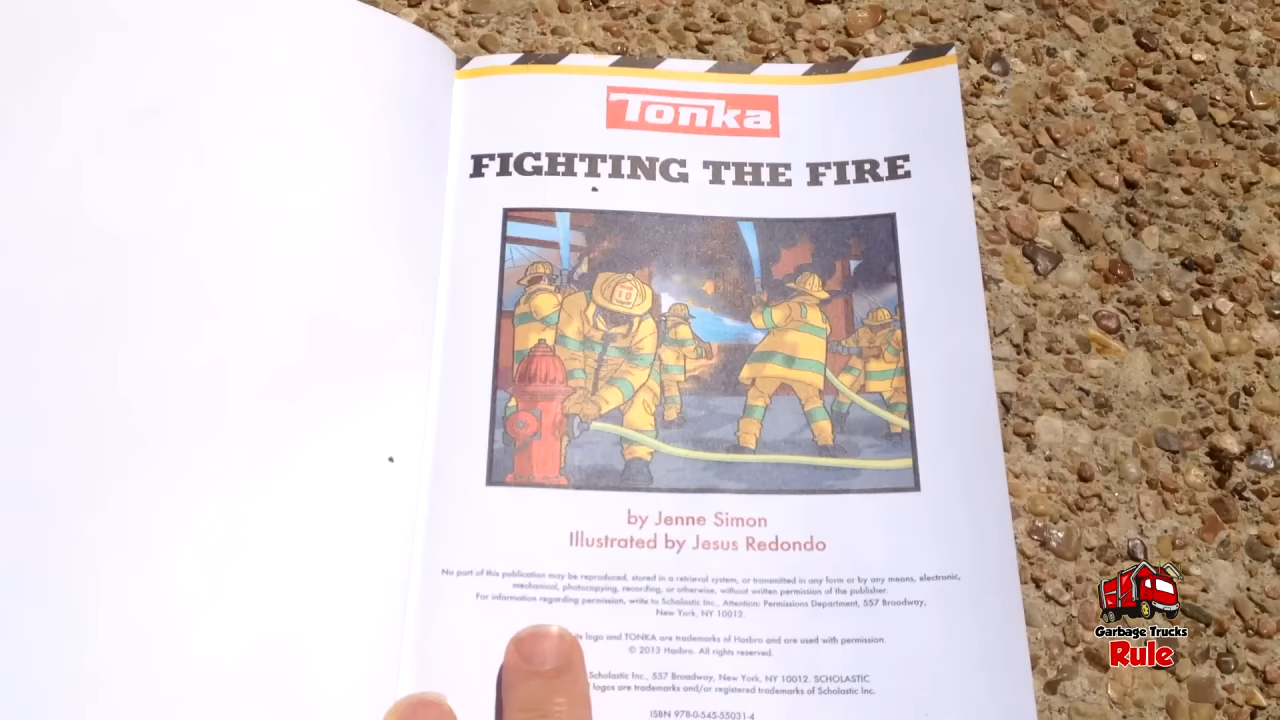 Tonka
FIGHTING THE FIRE
10
by Jenne Simon
Illustrated by Jesus Redondo
No part of this publication may be reproduced, stored in a retrieval system, or transmitted in any form or by any means, electronic,
mechanical, photocopying, recording, or otherwise, without written permission of the publisher.
For information regarding permission, write to Scholastic Inc., Attention: Permissions Department, 557 Broadway,
New York, NY 10012.
its logo and TONKA are trademarks of Hasbro and are used with permission.
© 2013 Hasbro. All rights reserved.
Scholastic Inc., 557 Broadway, New York, NY 10012. SCHOLASTIC
logos are trademarks and/or registered trademarks of Scholastic Inc.
ISBN 978-0-545-55031-4
Garbage Trucks
Rule